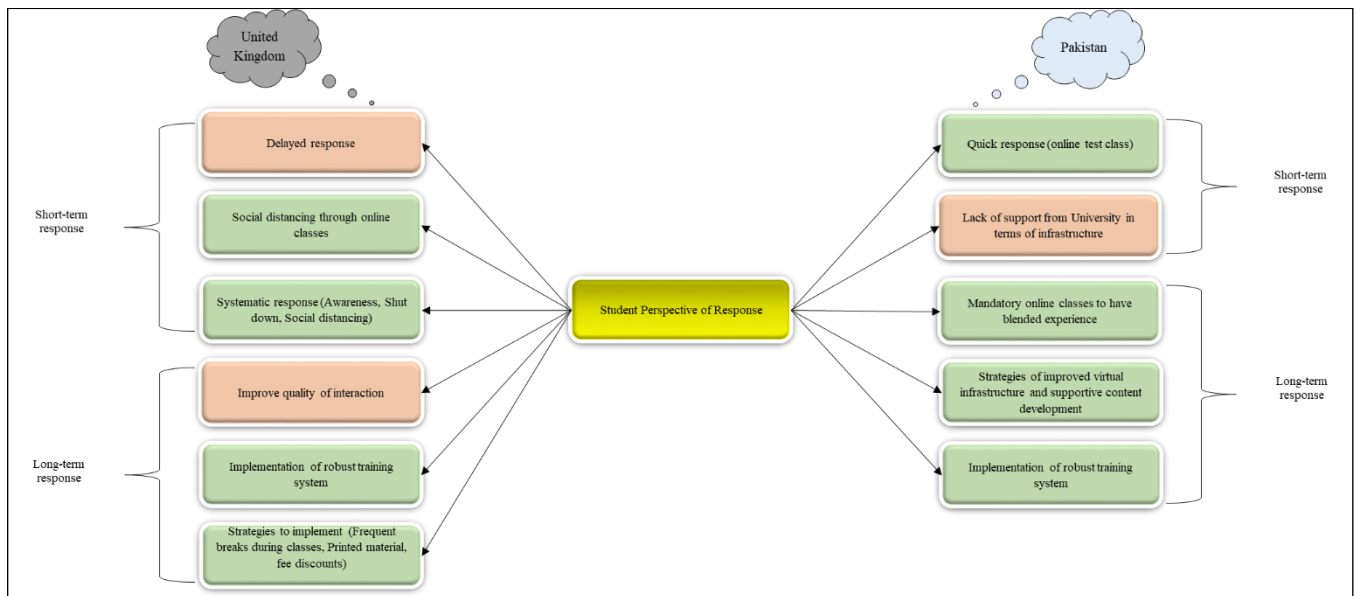 United
Kingdom
Pakistan
Delayed response
Social distancing through online
classes
Systematic response (Awareness, Shut
down, Social distancing)
Short-term
response
Improve quality of interaction
Implementation of robust training
system
Strategies to implement (Frequent
breaks during classes, Printed material,
fee discounts)
Long-term
response
Student Perspective of Response
Quick response (online test class)
Lack of support from University in
terms of infrastructure
Short-term
response
Mandatory online classes to have
blended experience
Strategies of improved virtual
infrastructure and supportive content
development
Implementation of robust training
system
Long-term
response